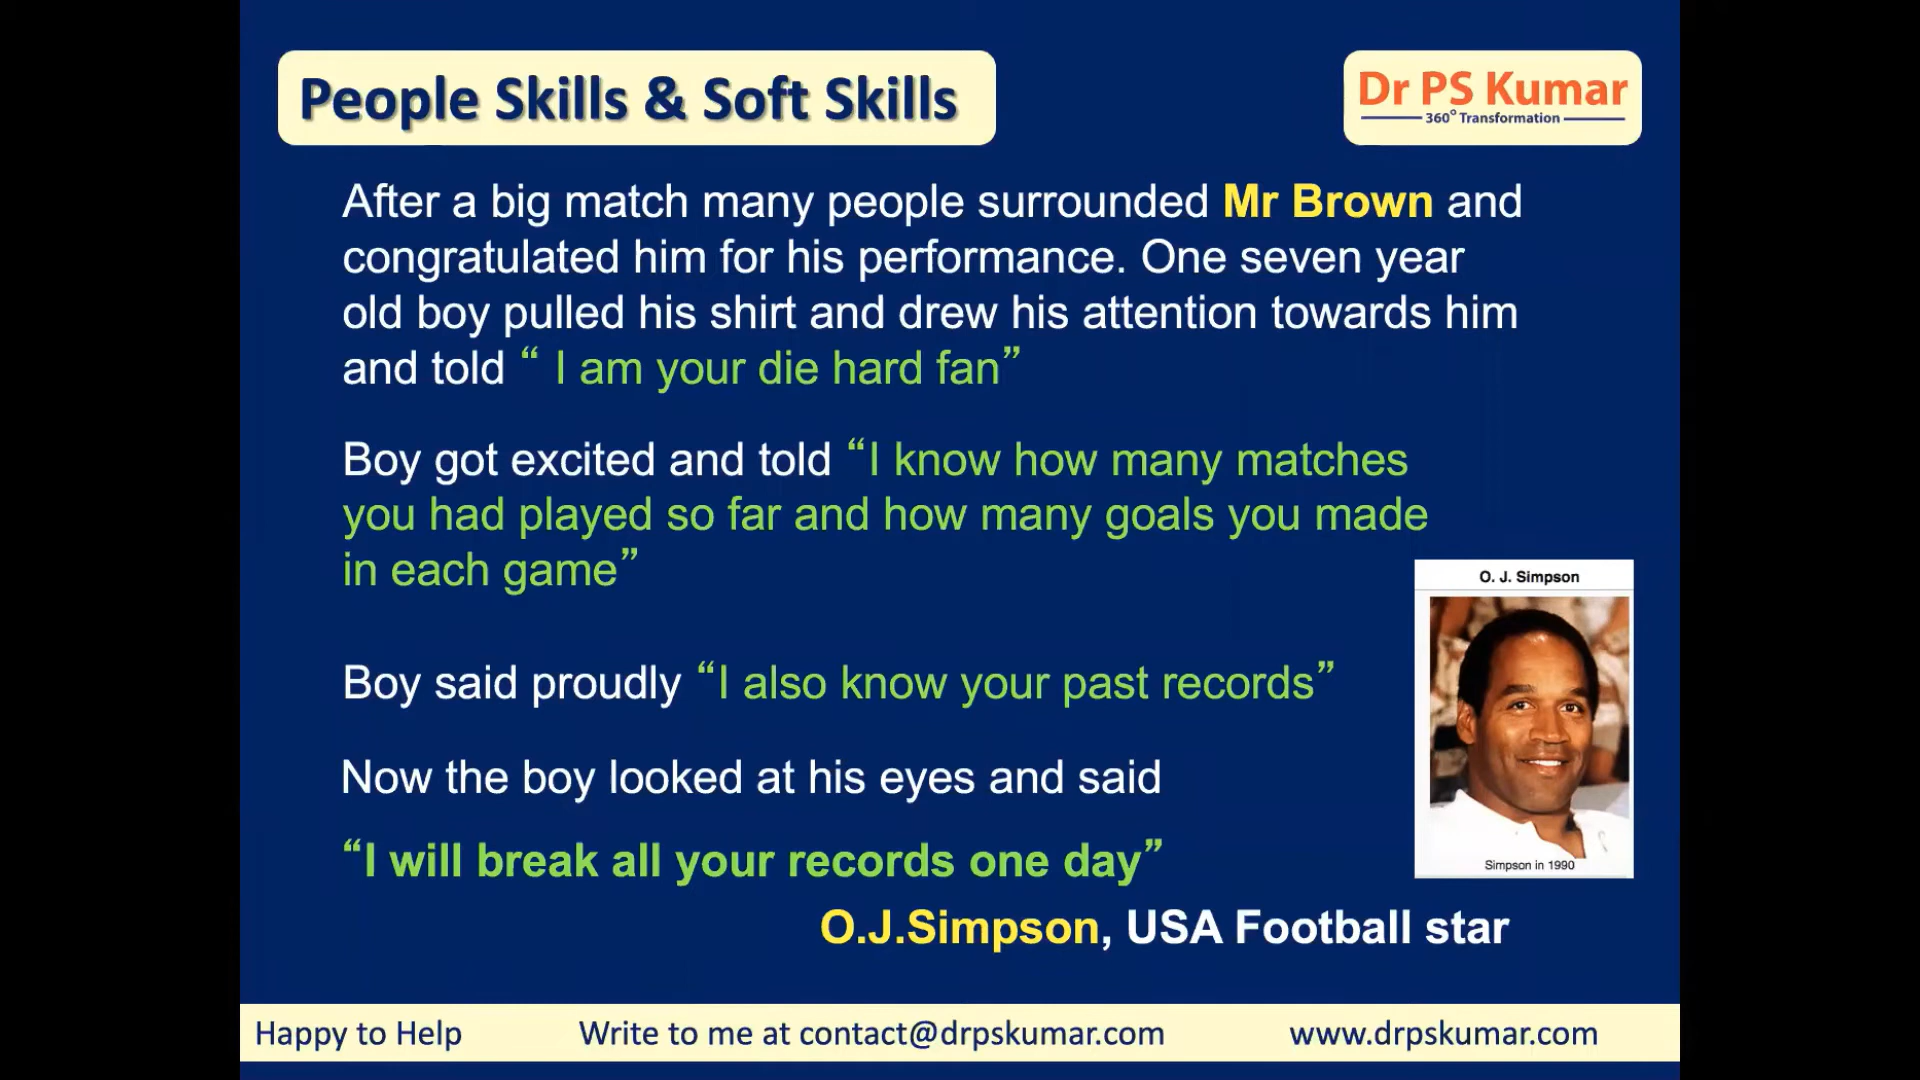 People Skills & Soft Skills
Dr PS Kumar
360° Transformation
After a big match many people surrounded Mr Brown and
congratulated him for his performance. One seven year
old boy pulled his shirt and drew his attention towards him
and told “ I am your die hard fan”
Boy got excited and told “I know how many matches
you had played so far and how many goals you made
in each game”
Boy said proudly “I also know your past records”
Now the boy looked at his eyes and said
“I will break all your records one day”
O. J. Simpson
Simpson in 1990
O.J.Simpson, USA Football star
Happy to Help Write to me at contact@drpskumar.com www.drpskumar.com